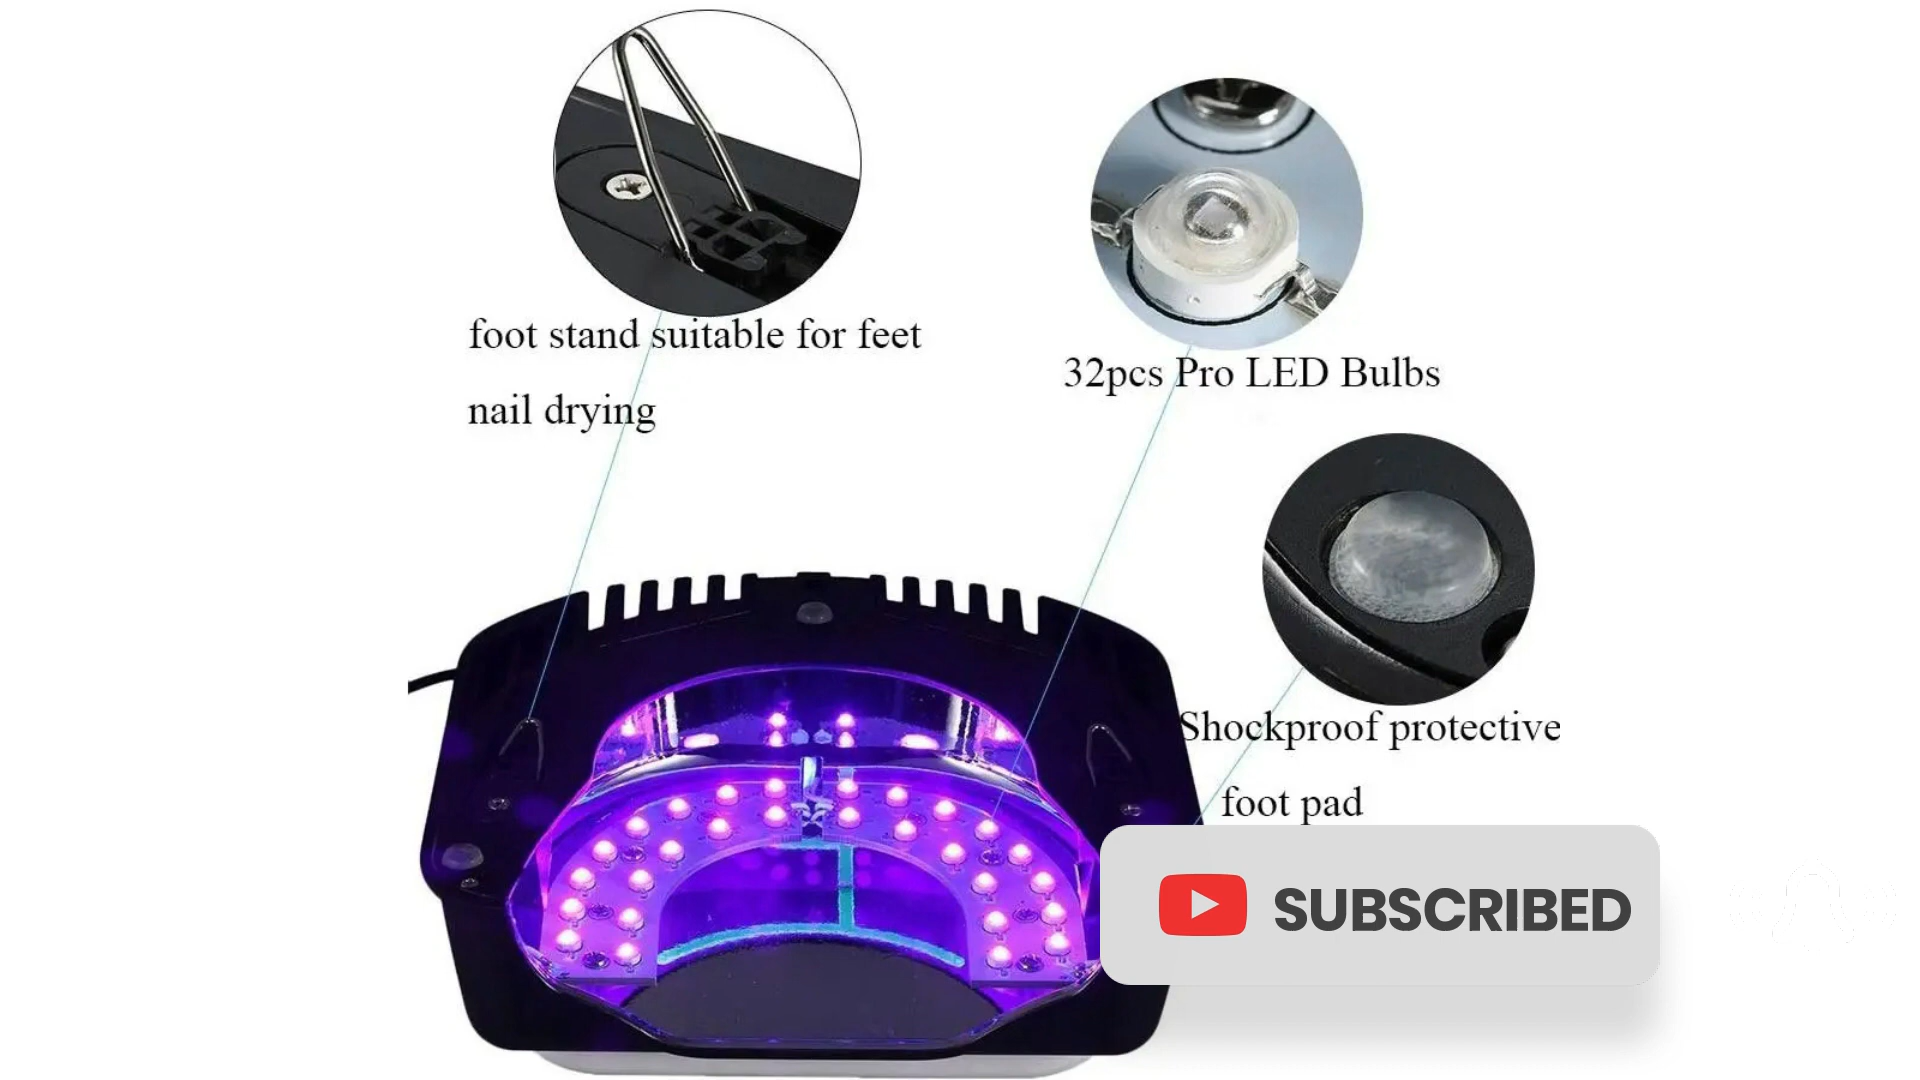 foot stand suitable for feet
nail drying
32pcs Pro LED Bulbs
Shockproof protective
foot pad
SUBSCRIBED